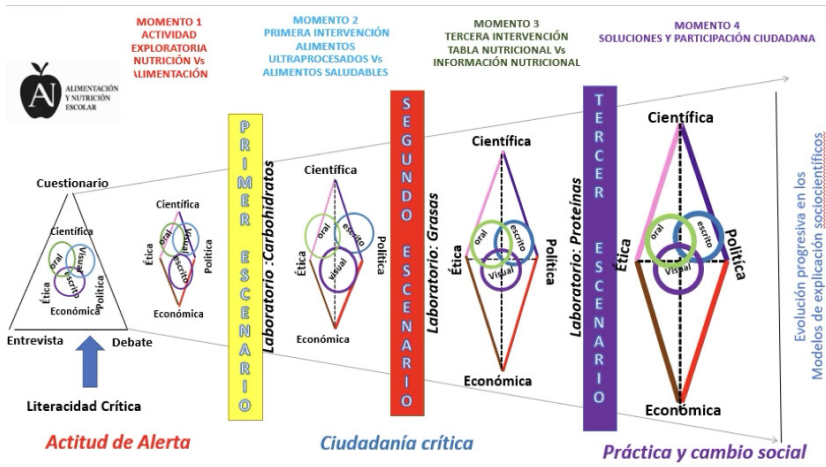 MOMENTO 1
ACTIVIDAD
EXPLORATORIA
NUTRICIÓN Vs
ALIMENTACIÓN
MOMENTO 2
PRIMERA INTERVENCIÓN
ALIMENTOS
ULTRAPROCESADOS Vs
ALIMENTOS SALUDABLES
MOMENTO 3
TERCERA INTERVENCIÓN
TABLA NUTRICIONAL Vs
INFORMACIÓN NUTRICIONAL
MOMENTO 4
SOLUCIONES Y PARTICIPACIÓN CIUDADANA
AN
ALIMENTACIÓN
Y NUTRICIÓN
ESCOLAR
Cuestionario
Científica
oral
Visual
escrito
Ética
Política
Económica
Entrevista
Debate
Literacidad Crítica
Científica
oral
Visual
escrito
Ética
Política
Económica
PRIMER ESCENARIO
Laboratorio :Carbohidratos
Científica
oral
escrito
visual
Ética
Política
Económica
SEGUNDO ESCENARIO
Laboratorio: Grasas
Científica
oral
escrito
Visual
Ética
Política
Económica
TERCER ESCENARIO
Laboratorio: Proteínas
Científica
oral
escrito
Visual
Ética
Política
Económica
Evolución progresiva en los
Modelos de explicación sociocientíficos
Actitud de Alerta
Ciudadanía crítica
Práctica y cambio social